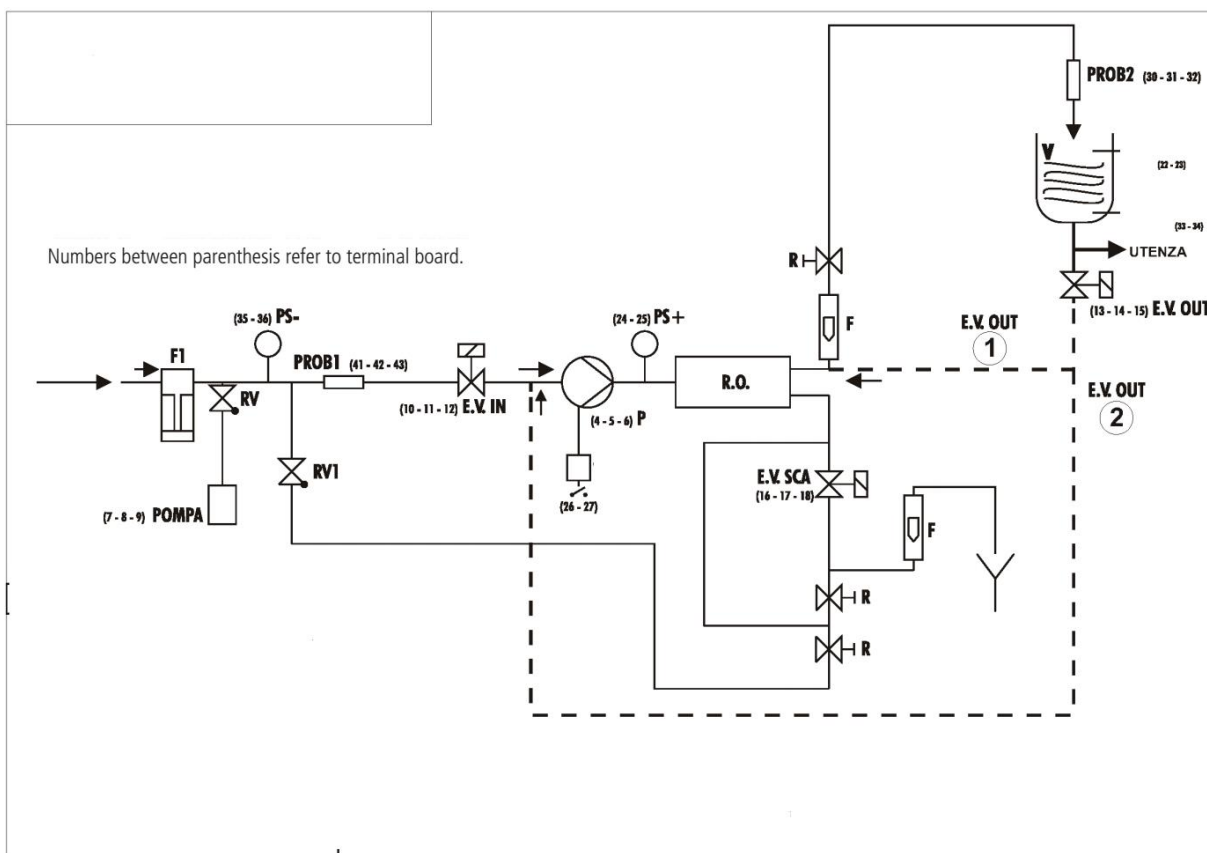 PROB2 (30 - 31 - 32)
V
(22 - 23)
(33 - 34)
UTENZA
(13 - 14 - 15) E.V. OUT
Numbers between parenthesis refer to terminal board.
R
F
E.V. OUT
1
E.V. OUT
2
(35 - 36) PS-
(24 - 25) PS+
F1
PROB1 (41 - 42 - 43)
R.O.
RV
(10 - 11 - 12) E.V. IN
(4 - 5 - 6) P
RV1
E.V. SCA
(16 - 17 - 18)
(26 - 27)
(7 - 8 - 9) POMPA
F
R
R